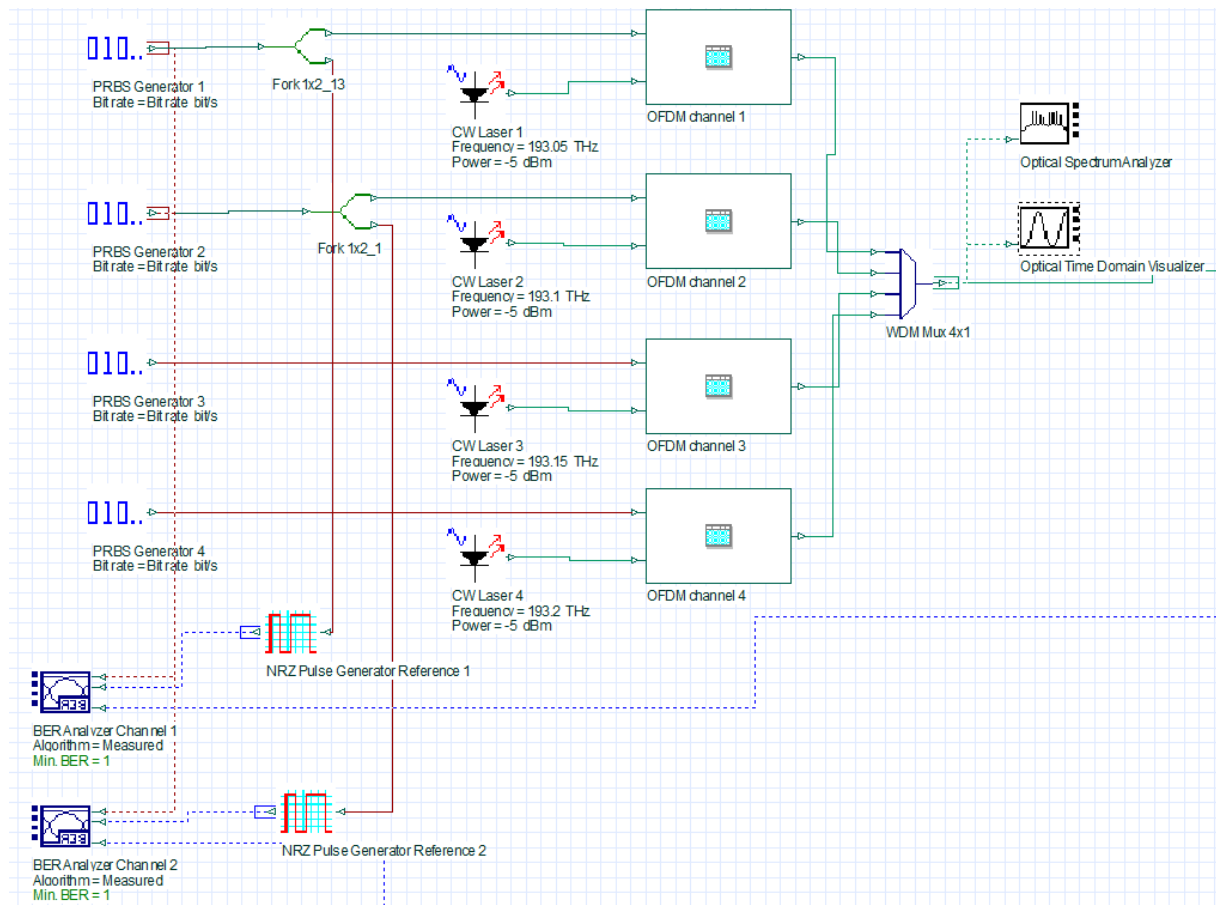 PRBS Generator 1
Bitrate = Bitrate bit/s
Fork 1x2_13
CW Laser 1
Frequency = 193.05 THz
Power = -5 dBm
OFDM channel 1
Optical Spectrum Analyzer
PRBS Generator 2
Bitrate = Bitrate bit/s
Fork 1x2_1
CW Laser 2
Frequency = 193.1 THz
Power = -5 dBm
OFDM channel 2
Optical Time Domain Visualizer
WDM Mux 4x1
PRBS Generator 3
Bitrate = Bitrate bit/s
CW Laser 3
Frequency = 193.15 THz
Power = -5 dBm
OFDM channel 3
PRBS Generator 4
Bitrate = Bitrate bit/s
CW Laser 4
Frequency = 193.2 THz
Power = -5 dBm
OFDM channel 4
NRZ Pulse Generator Reference 1
BER Analyzer Channel 1
Algorithm = Measured
Min. BER = 1
NRZ Pulse Generator Reference 2
BER Analyzer Channel 2
Algorithm = Measured
Min. BER = 1